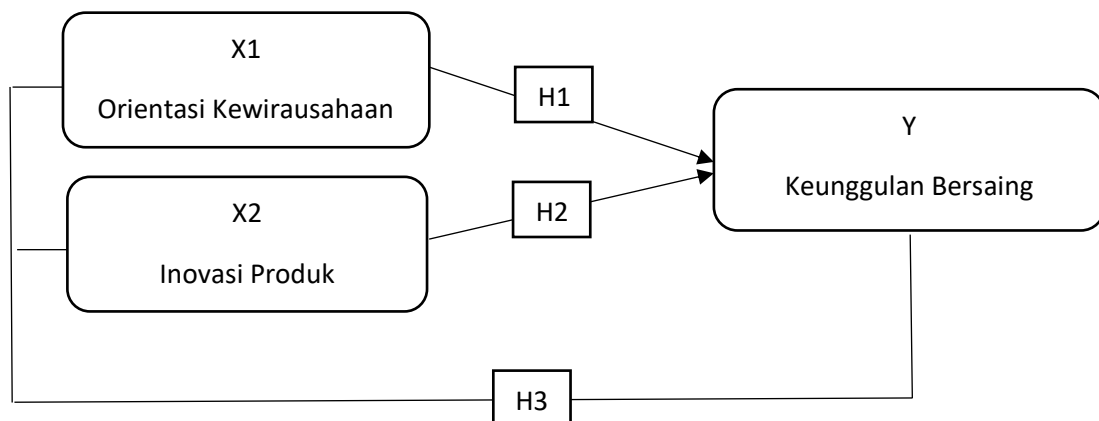 X1
Orientasi Kewirausahaan
H1
Y
Keunggulan Bersaing
X2
Inovasi Produk
H2
H3